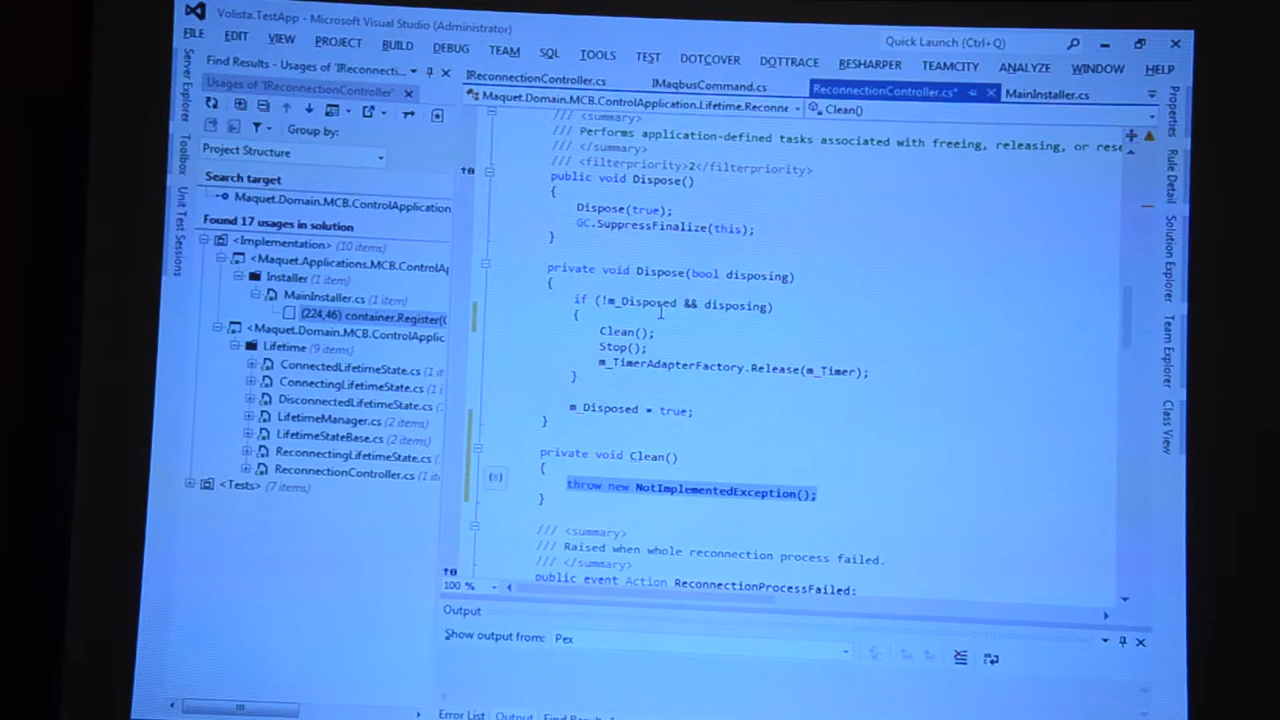 Volista.TestApp - Microsoft Visual Studio (Administrator)
Quick Launch (Ctrl+Q)
FILE EDIT VIEW PROJECT BUILD DEBUG TEAM SQL TOOLS TEST DOTCOVER DOTTRACE RESHARPER TEAMCITY ANALYZE WINDOW HELP
Find Results - Usages of 'IReconnecti...
Usages of 'IReconnectionController'
Group by:
Project Structure
Search target
Maquet.Domain.MCB.ControlApplication
Found 17 usages in solution
<Implementation> (10 items)
<Maquet.Applications.MCB.ControlA
Installer (1 item)
MainInstaller.cs (1 item)
(224,46) container.Register(
<Maquet.Domain.MCB.ControlApplic
Lifetime (9 items)
ConnectedLifetimeState.cs (1 it
ConnectingLifetimeState.cs (1
DisconnectedLifetimeState.cs (
LifetimeManager.cs (2 items)
LifetimeStateBase.cs (2 items)
ReconnectingLifetimeState.cs (
ReconnectionController.cs (1 it
<Tests> (7 items)
Server Explorer
Toolbox
Unit Test Sessions
IReconnectionController.cs IMaqbusCommand.cs ReconnectionController.cs* MainInstaller.cs
Maquet.Domain.MCB.ControlApplication.Lifetime.Reconne
Clean()
/// <summary>
/// Performs application-defined tasks associated with freeing, releasing, or rese
/// </summary>
/// <filterpriority>2</filterpriority>
public void Dispose()
{
Dispose(true);
GC.SuppressFinalize(this);
}
private void Dispose(bool disposing)
{
if (!m_Disposed && disposing)
{
Clean();
Stop();
m_TimerAdapterFactory.Release(m_Timer);
}
m_Disposed = true;
}
private void Clean()
{
throw new NotImplementedException();
}
/// <summary>
/// Raised when whole reconnection process failed.
/// </summary>
public event Action ReconnectionProcessFailed;
100 %
Output
Show output from: Pex
Error List Output
Properties
Rule Detail
Solution Explorer
Team Explorer
Class View